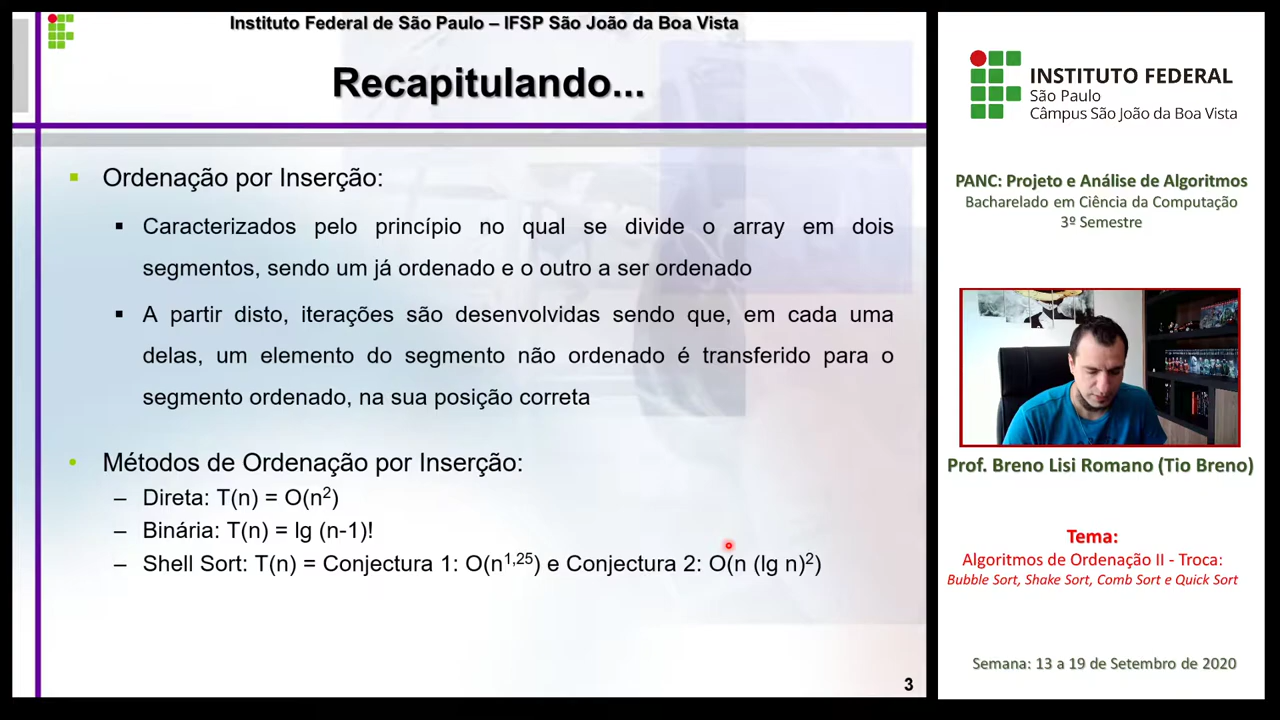 Instituto Federal de São Paulo – IFSP São João da Boa Vista
Recapitulando...
Ordenação por Inserção:
Caracterizados pelo princípio no qual se divide o array em dois
segmentos, sendo um já ordenado e o outro a ser ordenado
A partir disto, iterações são desenvolvidas sendo que, em cada uma
delas, um elemento do segmento não ordenado é transferido para o
segmento ordenado, na sua posição correta
Métodos de Ordenação por Inserção:
– Direta: T(n) = O(n²)
– Binária: T(n) = lg (n-1)!
– Shell Sort: T(n) = Conjectura 1: O(n¹,²⁵) e Conjectura 2: O(n (lg n)²)
3
INSTITUTO FEDERAL
São Paulo
Câmpus São João da Boa Vista
PANC: Projeto e Análise de Algoritmos
Bacharelado em Ciência da Computação
3º Semestre
Prof. Breno Lisi Romano (Tio Breno)
Tema:
Algoritmos de Ordenação II - Troca:
Bubble Sort, Shake Sort, Comb Sort e Quick Sort
Semana: 13 a 19 de Setembro de 2020